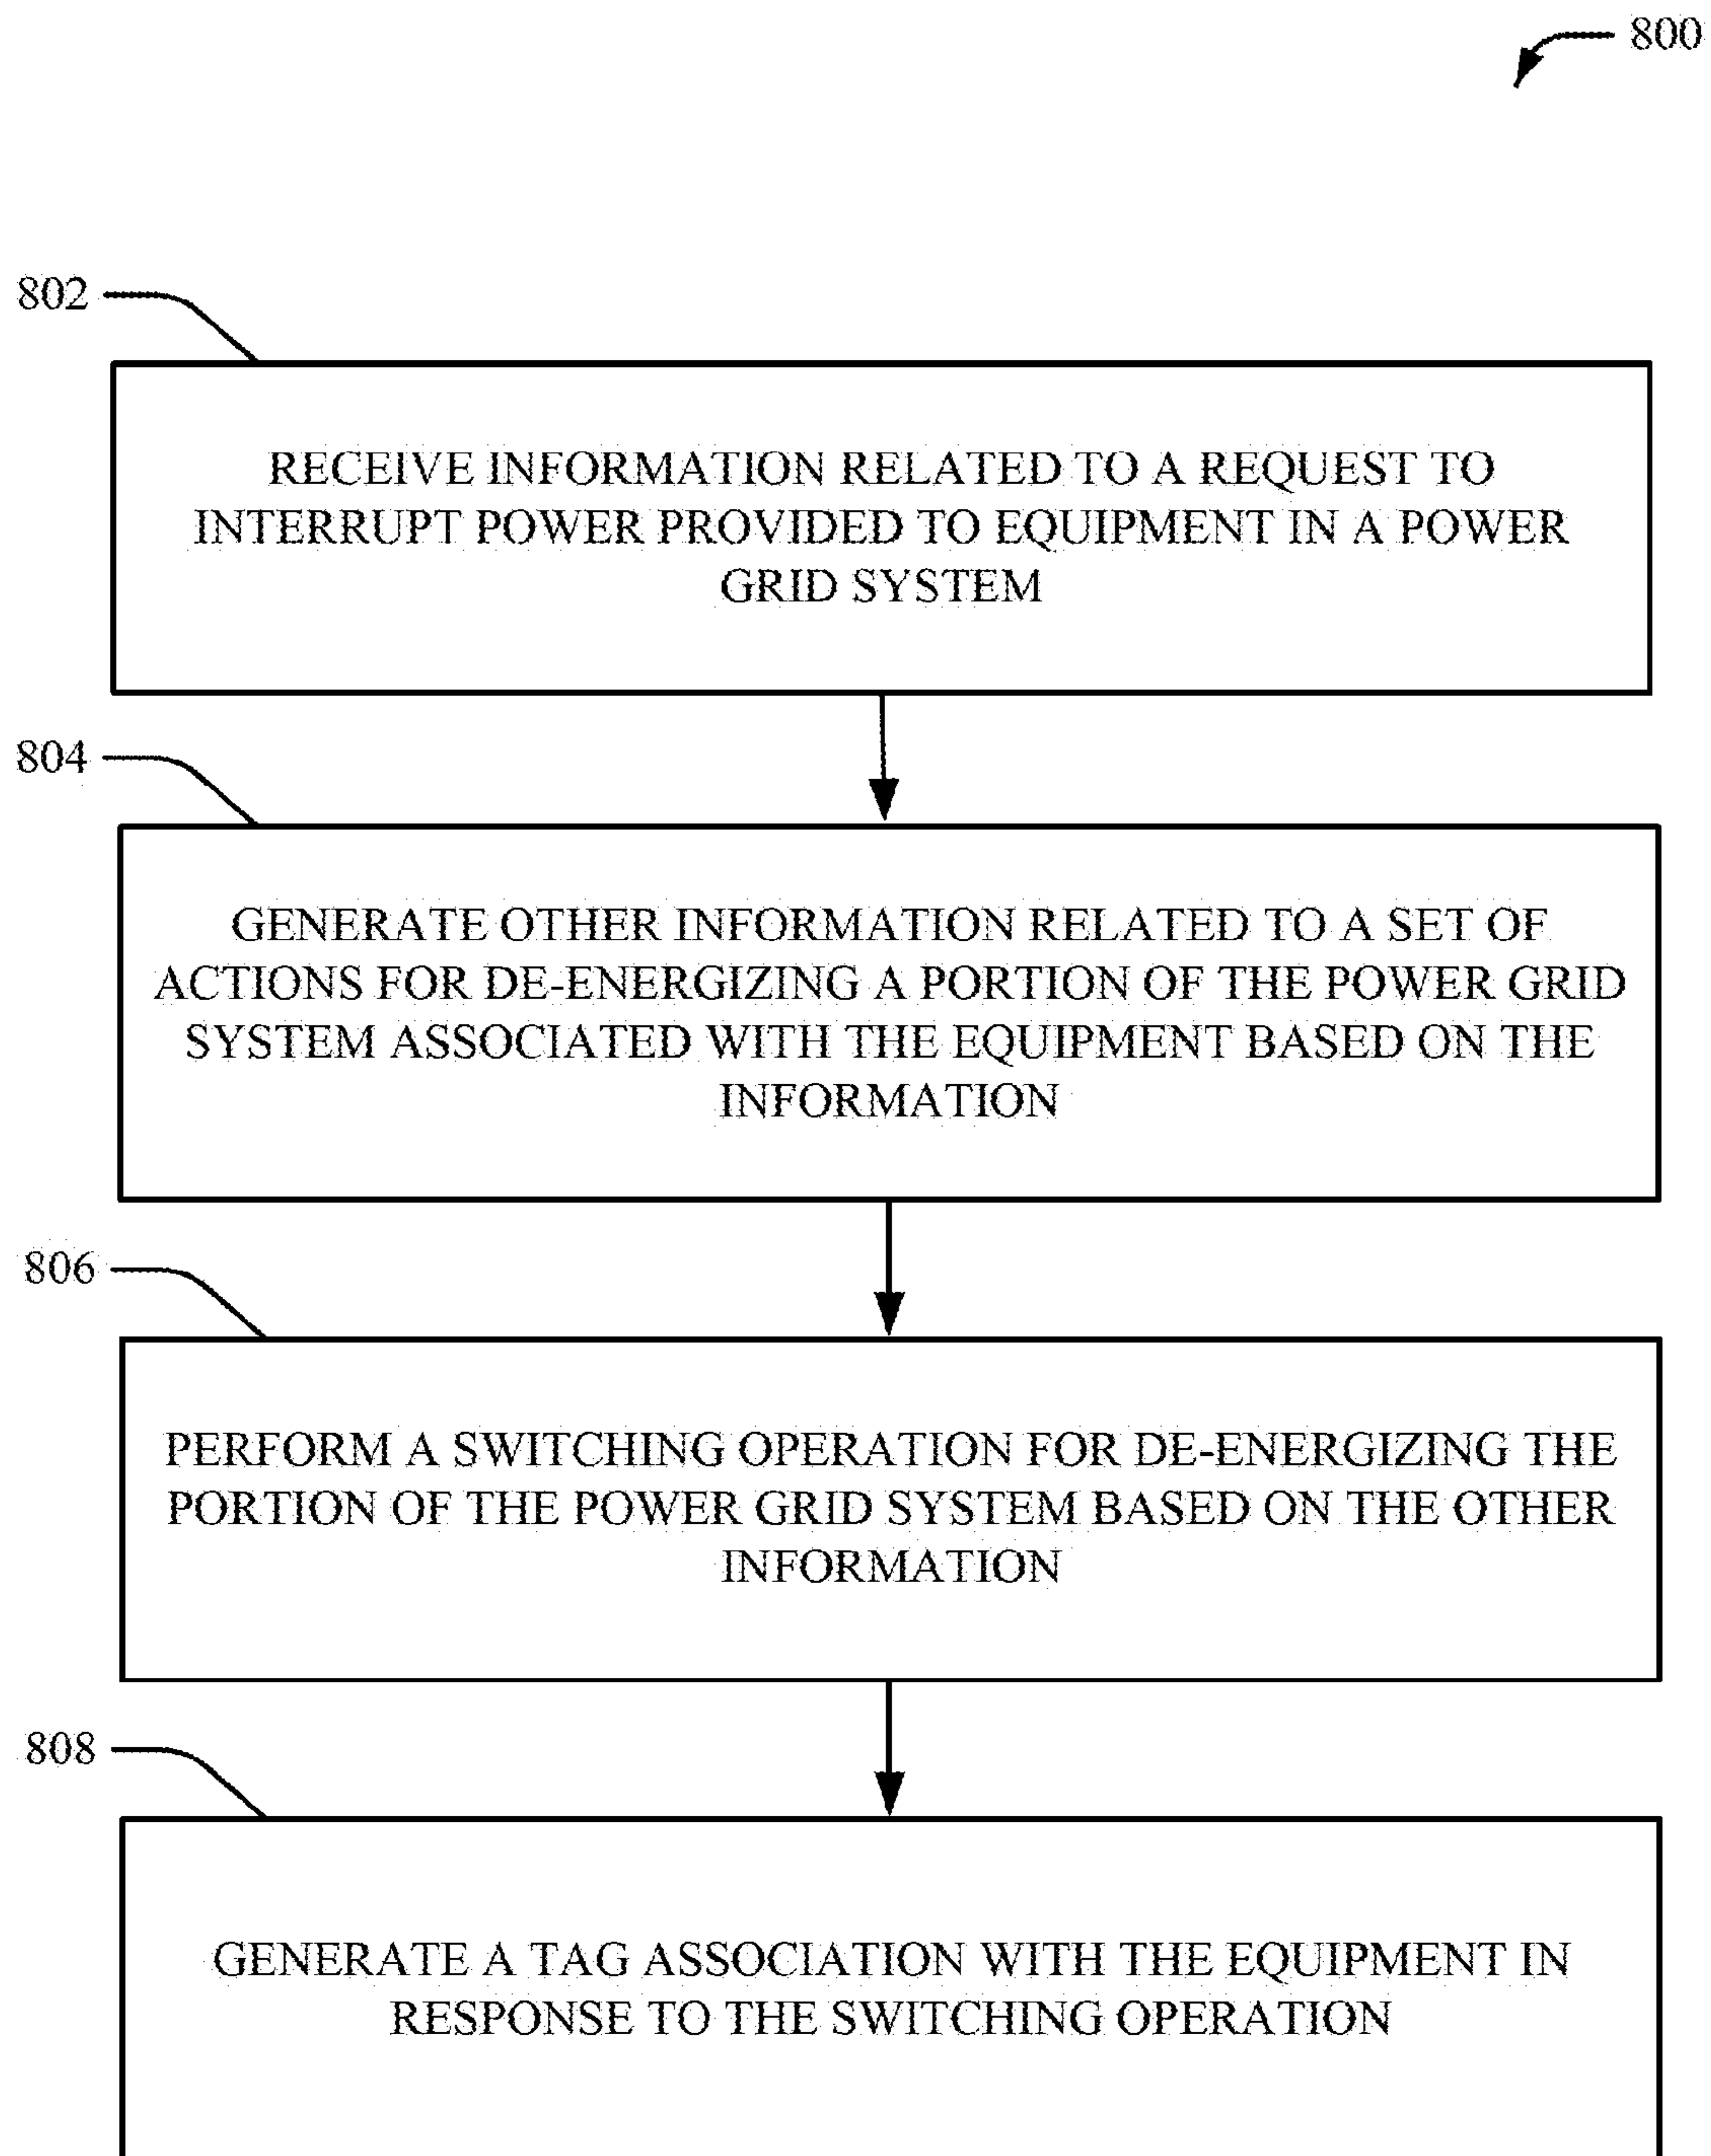 800
802
RECEIVE INFORMATION RELATED TO A REQUEST TO
INTERRUPT POWER PROVIDED TO EQUIPMENT IN A POWER
GRID SYSTEM
804
GENERATE OTHER INFORMATION RELATED TO A SET OF
ACTIONS FOR DE-ENERGIZING A PORTION OF THE POWER GRID
SYSTEM ASSOCIATED WITH THE EQUIPMENT BASED ON THE
INFORMATION
806
PERFORM A SWITCHING OPERATION FOR DE-ENERGIZING THE
PORTION OF THE POWER GRID SYSTEM BASED ON THE OTHER
INFORMATION
808
GENERATE A TAG ASSOCIATION WITH THE EQUIPMENT IN
RESPONSE TO THE SWITCHING OPERATION